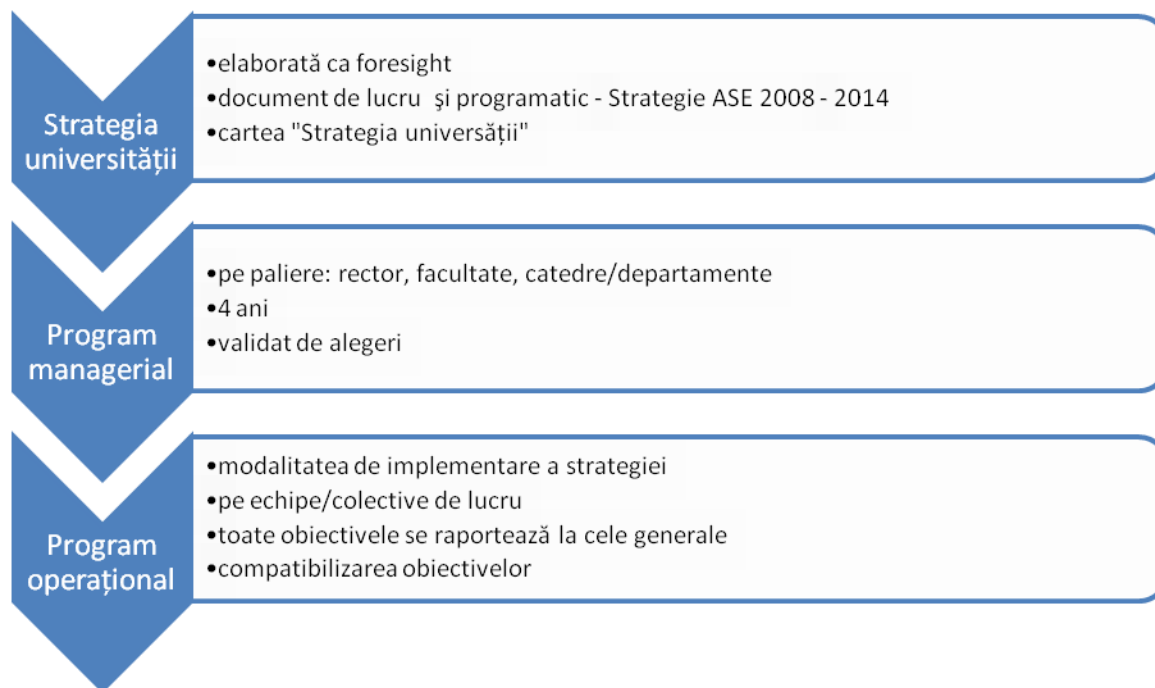 Strategia
universității
•elaborată ca foresight
•document de lucru şi programatic - Strategie ASE 2008 - 2014
•cartea "Strategia universății"
Program
managerial
•pe paliere: rector, facultate, catedre/departamente
•4 ani
•validat de alegeri
Program
operațional
•modalitatea de implementare a strategiei
•pe echipe/colective de lucru
•toate obiectivele se raportează la cele generale
•compatibilizarea obiectivelor